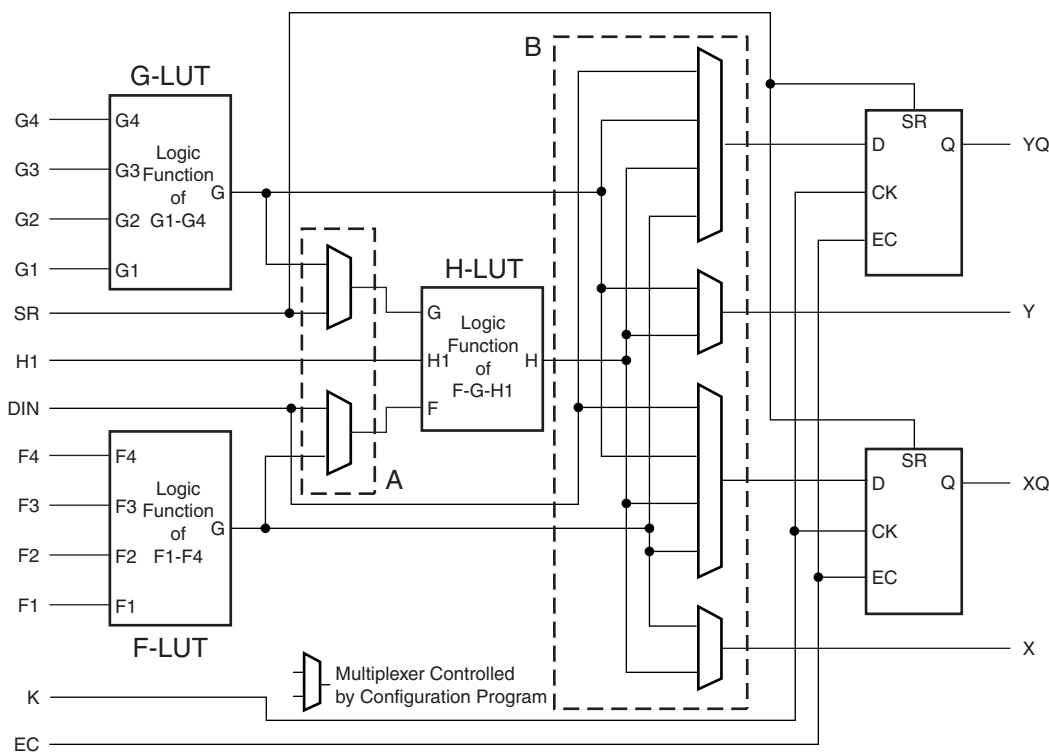 B
G-LUT
G4
G4
Logic
Function
of
G1-G4
G3
G3
G
G2
G2
G1
G1
SR
H1
DIN
H-LUT
G
Logic
Function
of
F-G-H1
H1
H
F
A
F4
F4
Logic
Function
of
F1-F4
F3
F3
G
F2
F2
F1
F1
F-LUT
Multiplexer Controlled
by Configuration Program
K
EC
SR
D
Q
YQ
CK
EC
Y
SR
D
Q
XQ
CK
EC
X